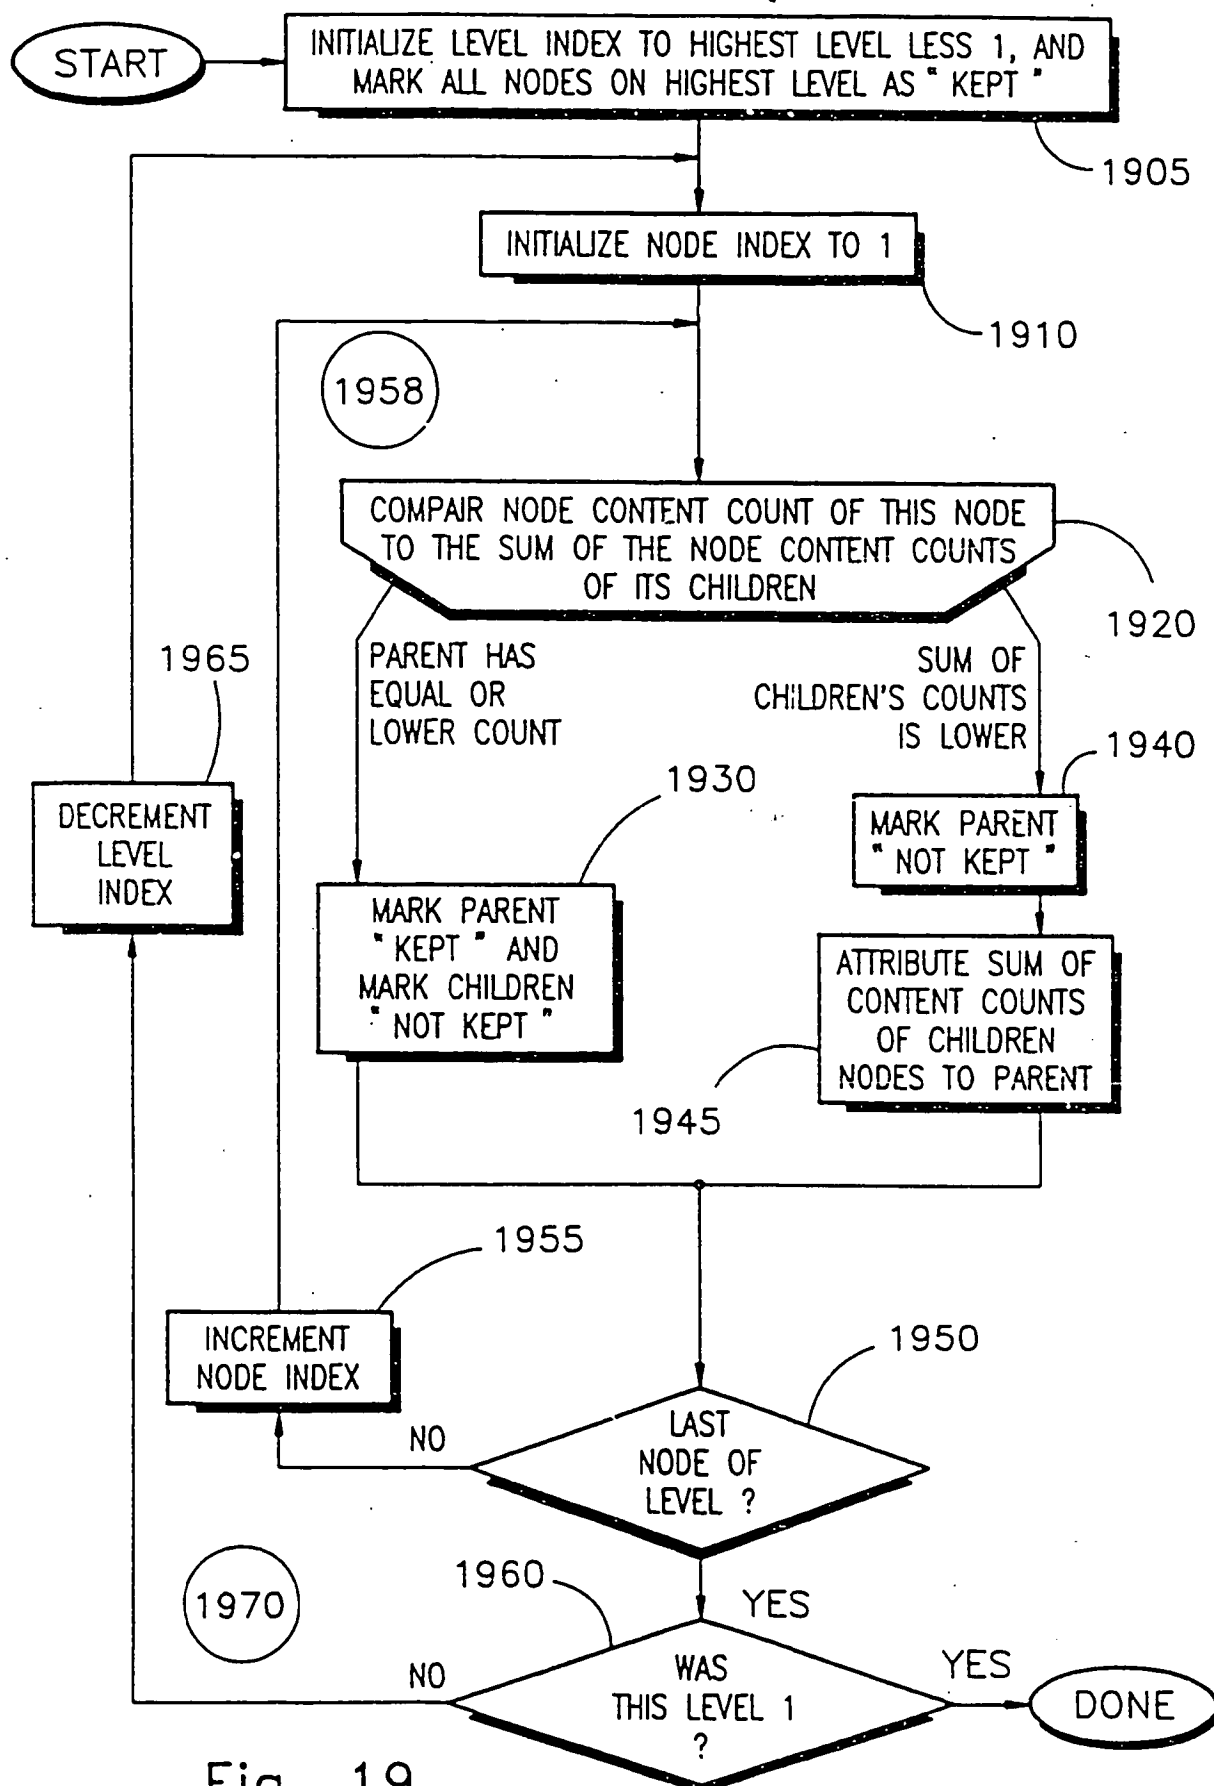 START
INITIALIZE LEVEL INDEX TO HIGHEST LEVEL LESS 1, AND
MARK ALL NODES ON HIGHEST LEVEL AS "KEPT"
1905
INITIALIZE NODE INDEX TO 1
1910
1958
COMPAIR NODE CONTENT COUNT OF THIS NODE
TO THE SUM OF THE NODE CONTENT COUNTS
OF ITS CHILDREN
1920
PARENT HAS
EQUAL OR
LOWER COUNT
SUM OF
CHILDREN'S COUNTS
IS LOWER
1965
DECREMENT
LEVEL
INDEX
1930
MARK PARENT
"KEPT" AND
MARK CHILDREN
"NOT KEPT"
1940
MARK PARENT
"NOT KEPT"
ATTRIBUTE SUM OF
CONTENT COUNTS
OF CHILDREN
NODES TO PARENT
1945
1955
INCREMENT
NODE INDEX
1950
LAST
NODE OF
LEVEL ?
NO
YES
1960
1970
WAS
THIS LEVEL 1
?
NO
YES
DONE
Fig. 19